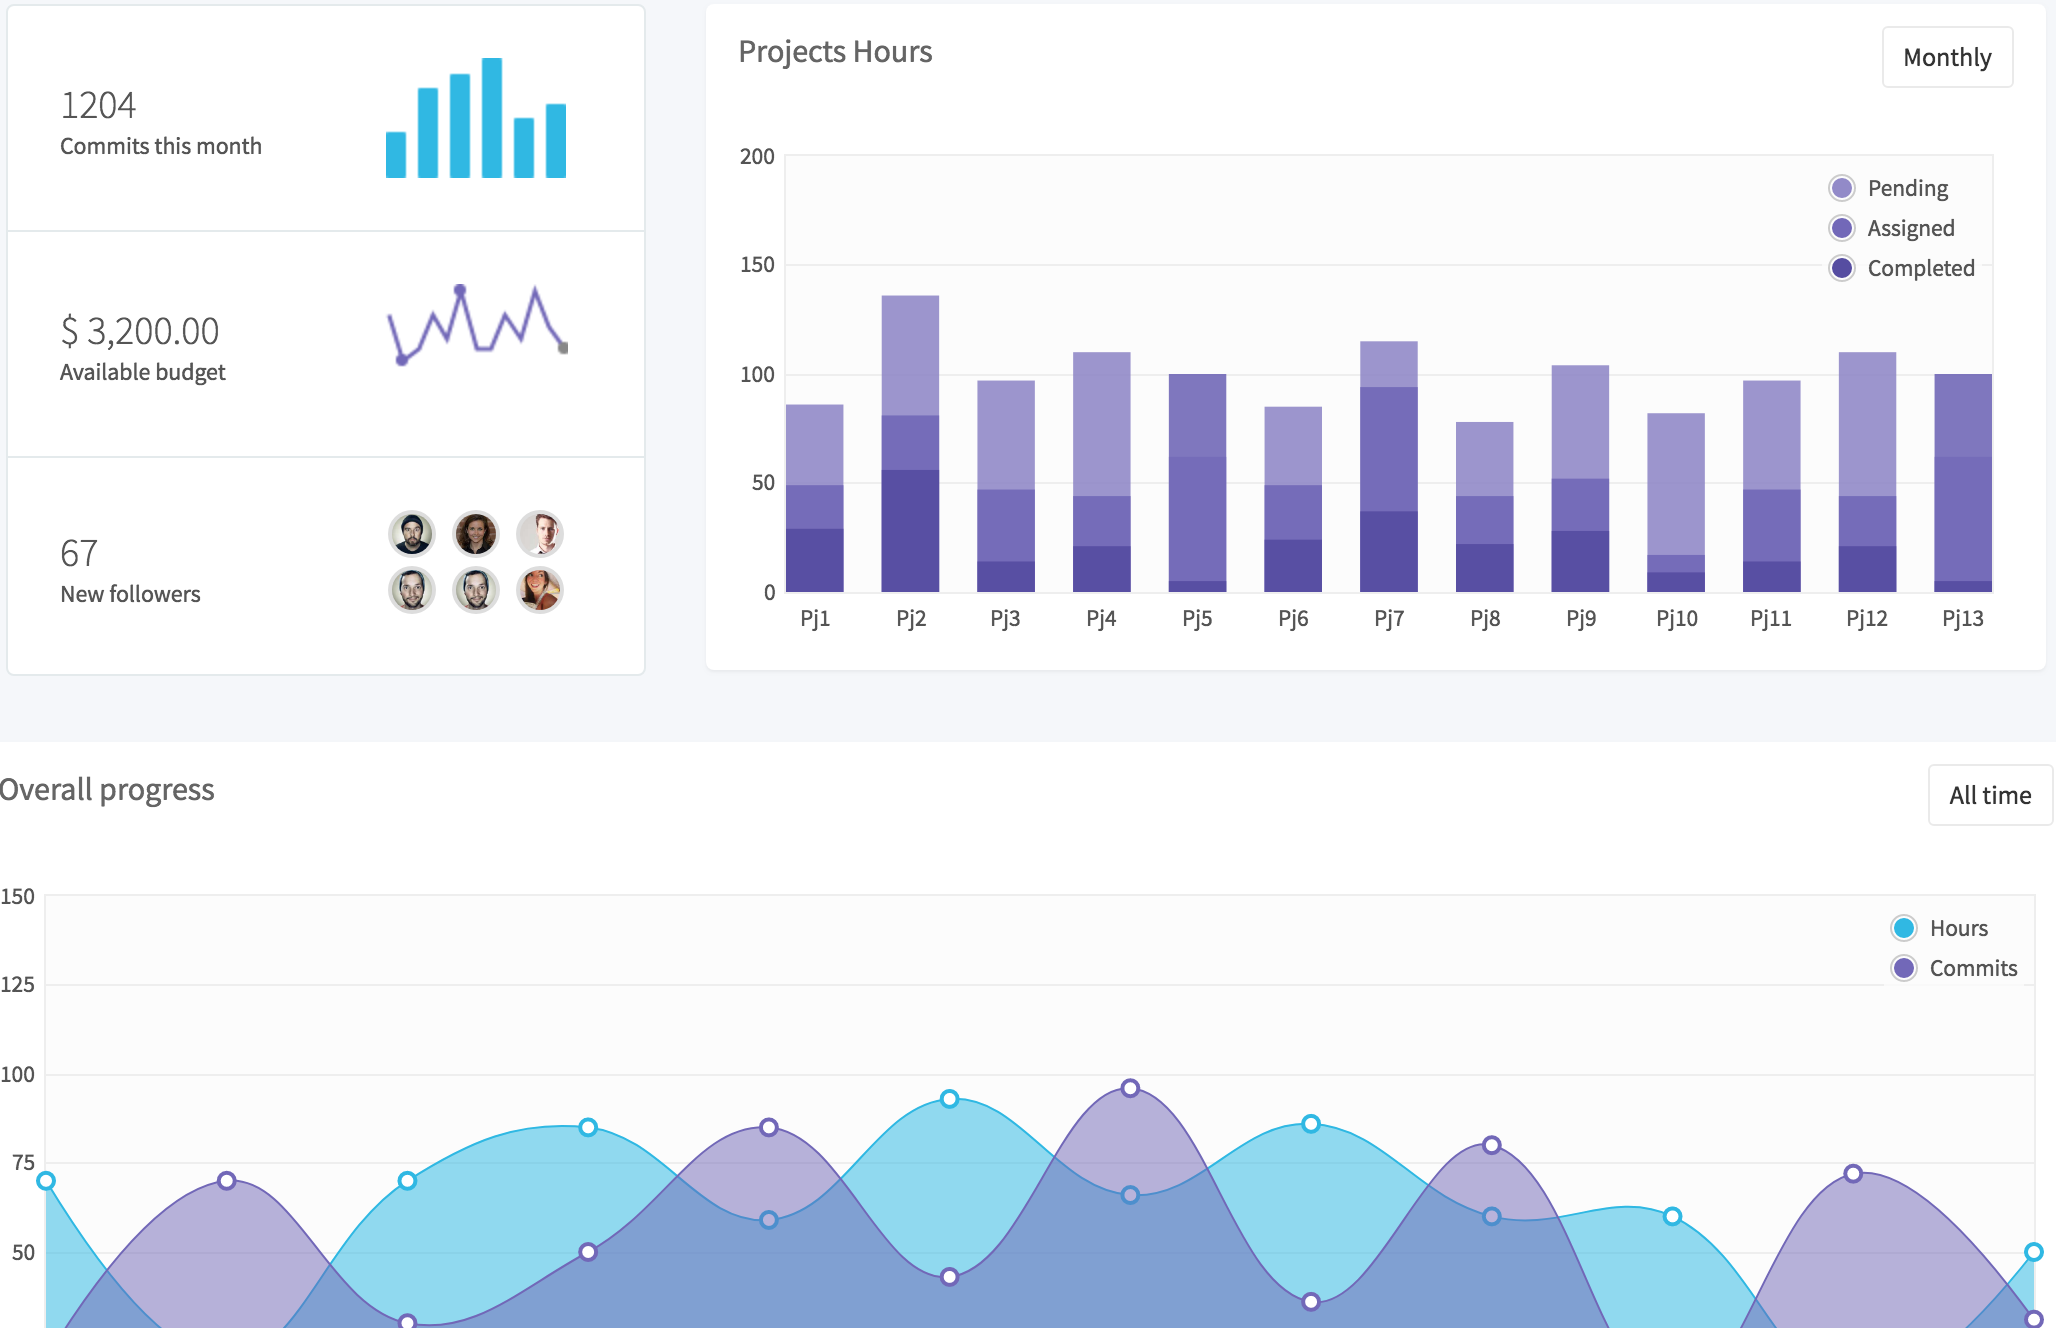 1204
Commits this month
$ 3,200.00
Available budget
67
New followers
Projects Hours
Monthly
200
150
100
50
0
Pending
Assigned
Completed
Pj1 Pj2 Pj3 Pj4 Pj5 Pj6 Pj7 Pj8 Pj9 Pj10 Pj11 Pj12 Pj13
Overall progress
All time
150
125
100
75
50
Hours
Commits